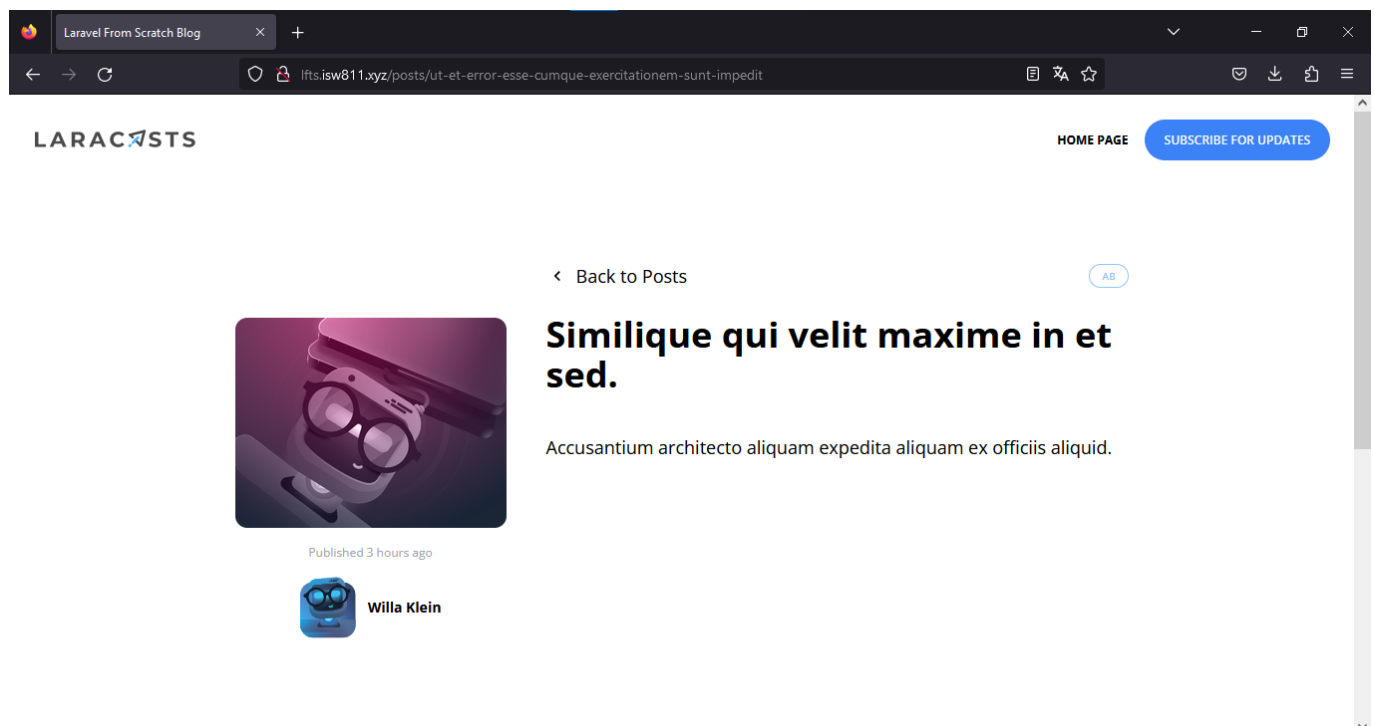 Laravel From Scratch Blog
lfts.isw811.xyz/posts/ut-et-error-esse-cumque-exercitationem-sunt-impedit
LARACASTS
HOME PAGE
SUBSCRIBE FOR UPDATES
Back to Posts
AB
Similique qui velit maxime in et
sed.
Accusantium architecto aliquam expedita aliquam ex officiis aliquid.
Published 3 hours ago
Willa Klein